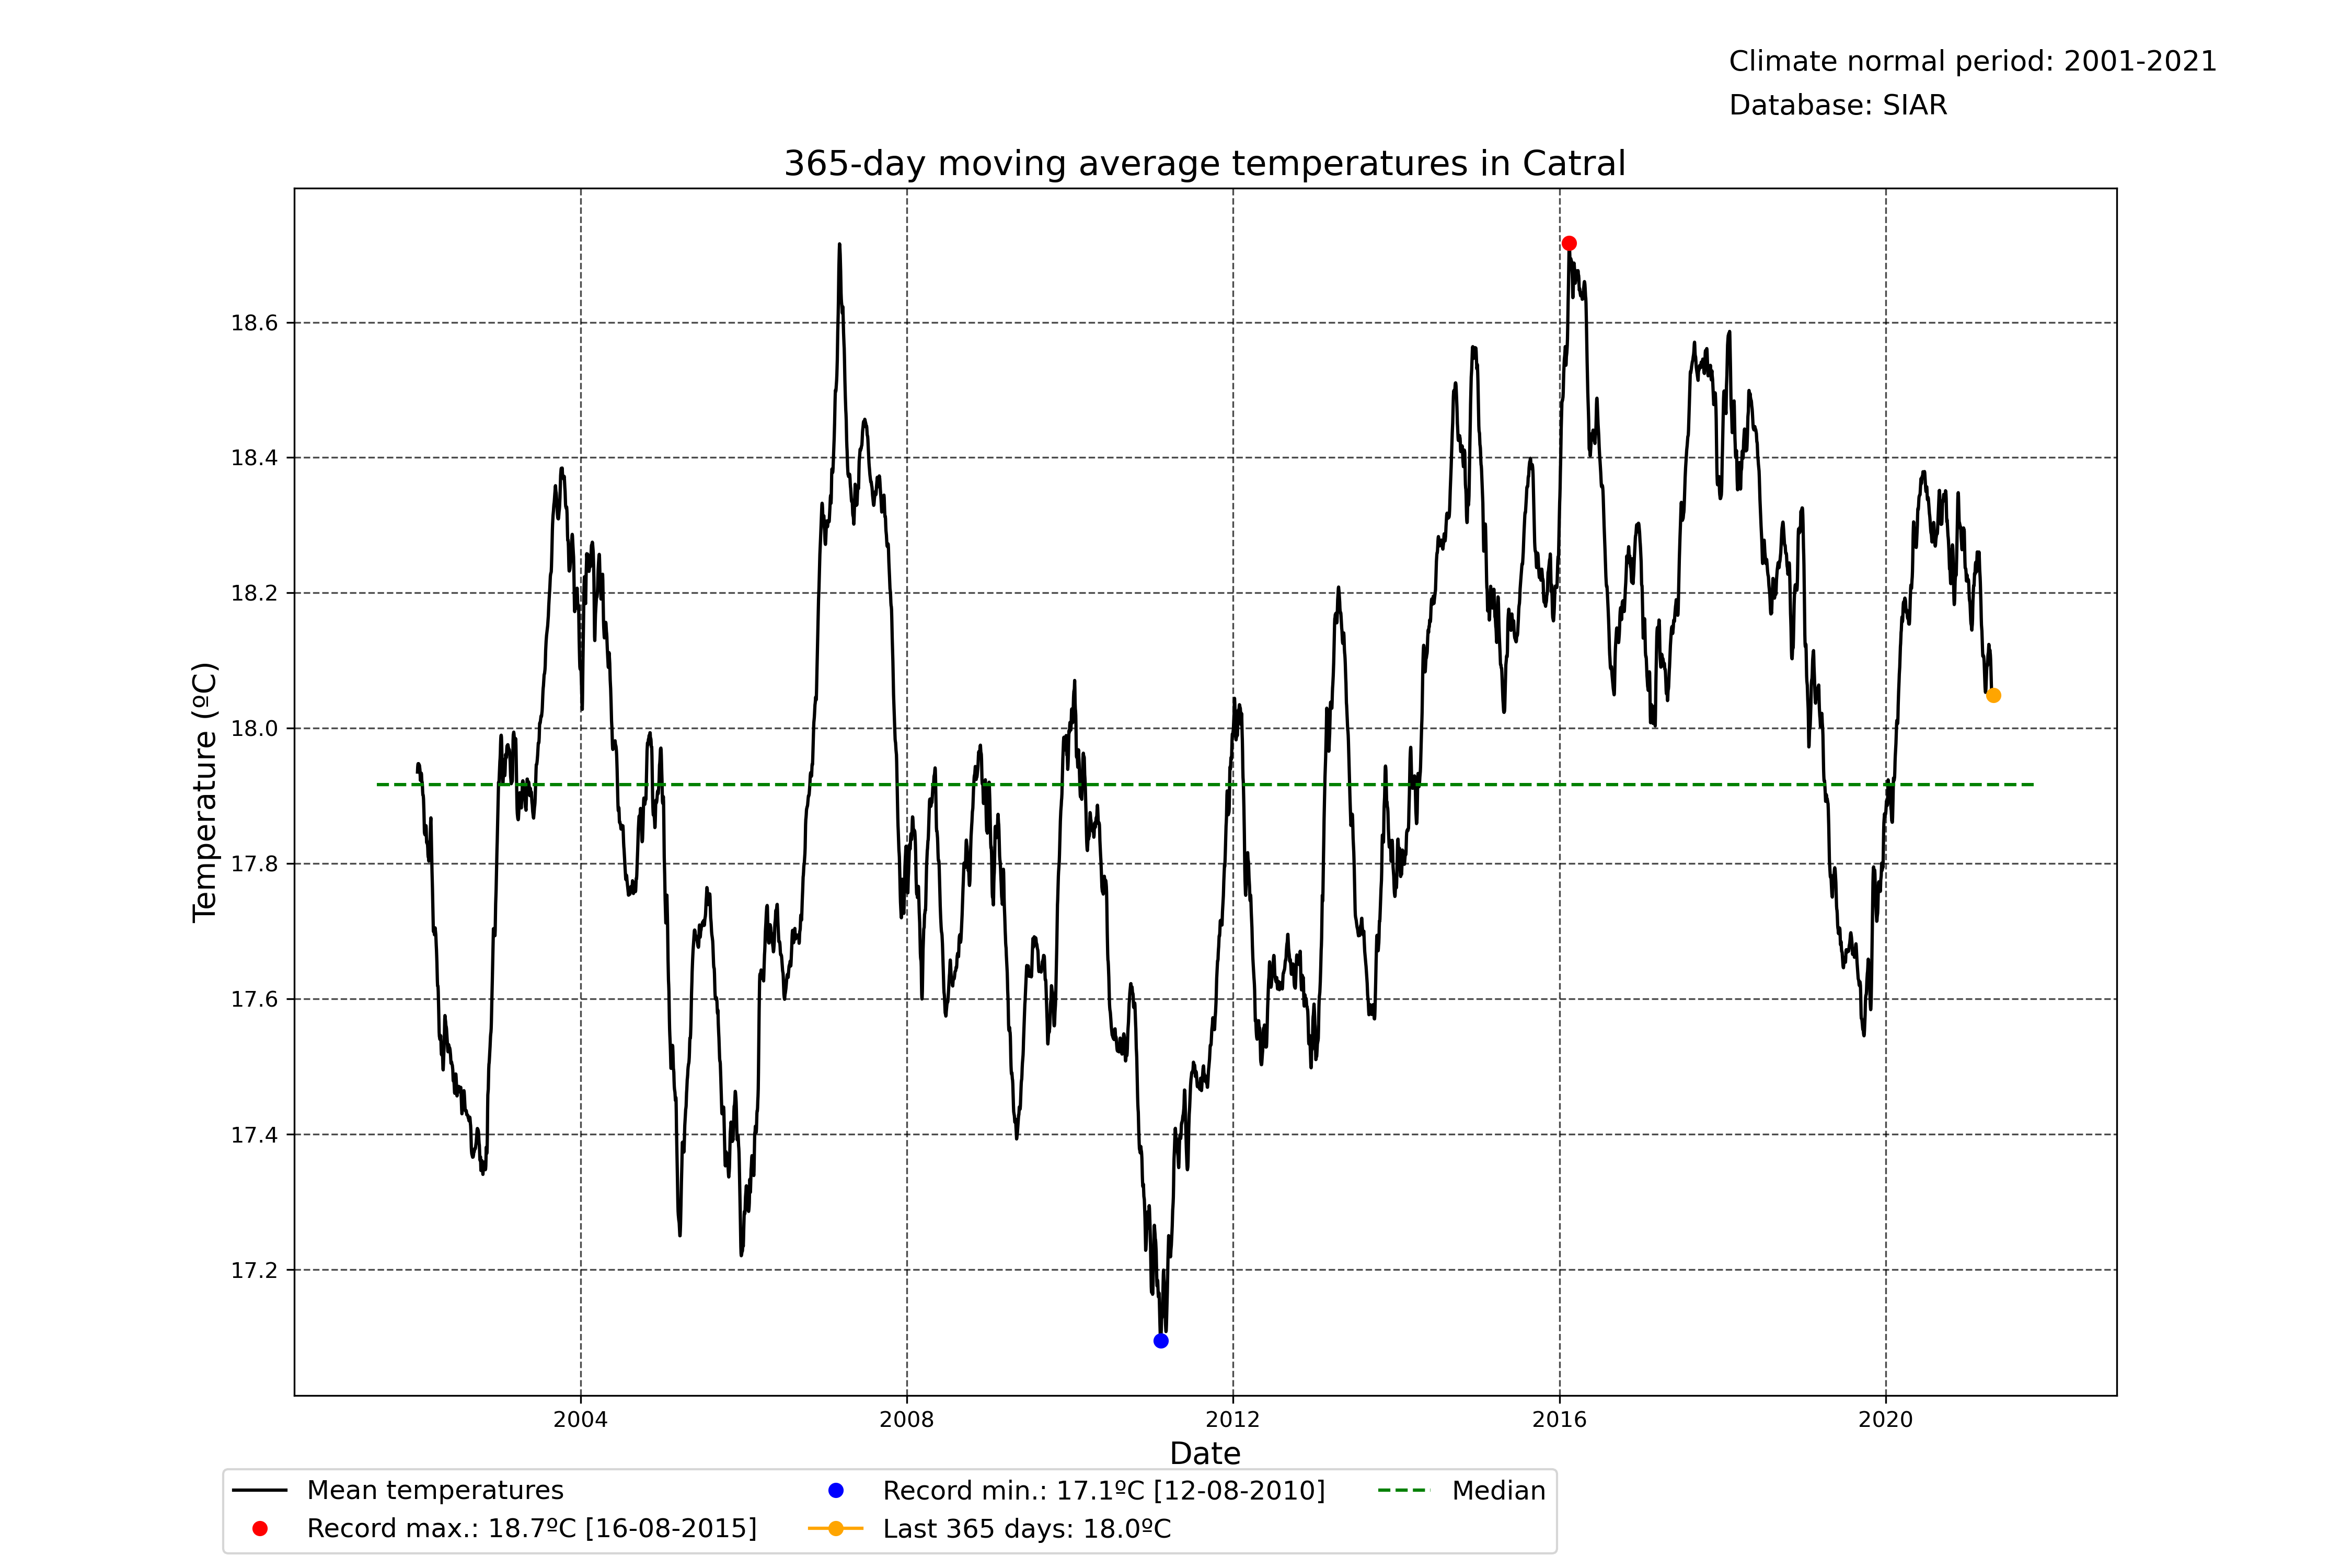 Climate normal period: 2001-2021
Database: SIAR
365-day moving average temperatures in Catral
Temperature (ºC)
18.6
18.4
18.2
18.0
17.8
17.6
17.4
17.2
2004 2008 2012 2016 2020
Date
Mean temperatures
Record max.: 18.7ºC [16-08-2015]
Record min.: 17.1ºC [12-08-2010]
Last 365 days: 18.0ºC
Median